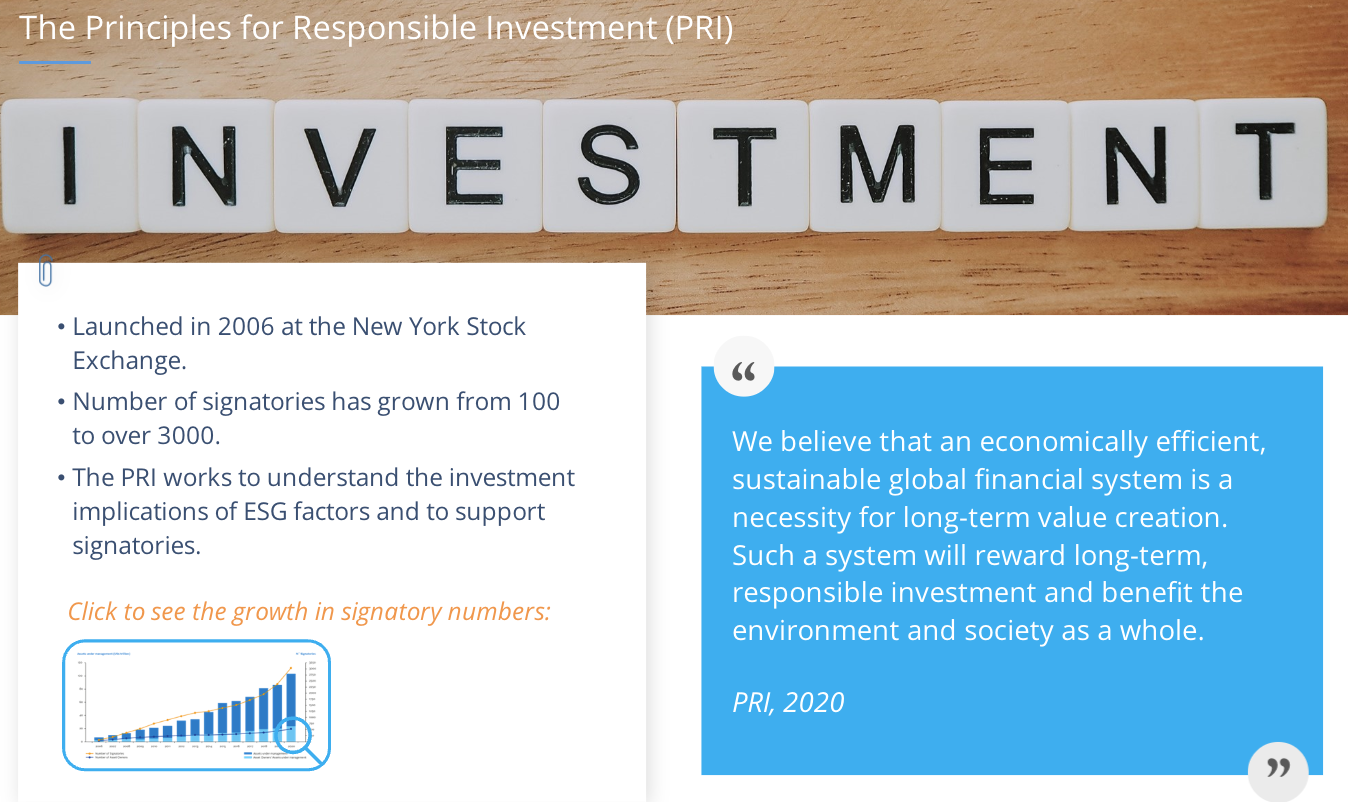 The Principles for Responsible Investment (PRI)
INVESTMENT
• Launched in 2006 at the New York Stock
Exchange.
• Number of signatories has grown from 100
to over 3000.
• The PRI works to understand the investment
implications of ESG factors and to support
signatories.
Click to see the growth in signatory numbers:
“
We believe that an economically efficient,
sustainable global financial system is a
necessity for long-term value creation.
Such a system will reward long-term,
responsible investment and benefit the
environment and society as a whole.
PRI, 2020
”